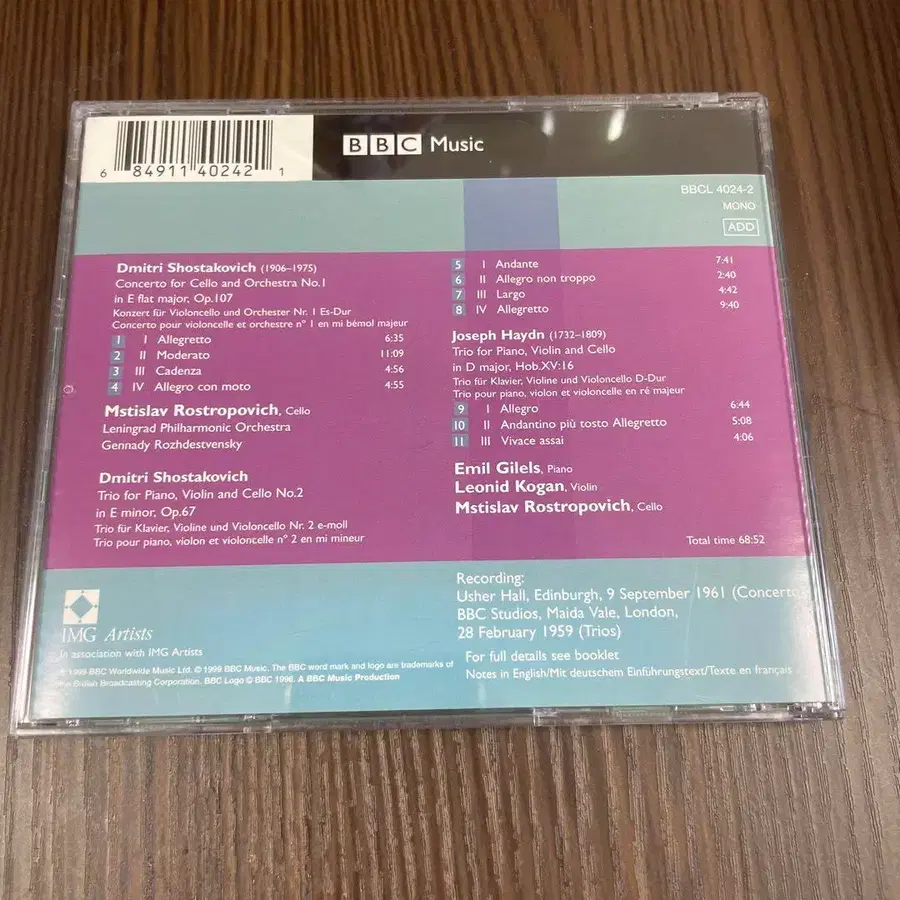 6 84911 40242 1
BBC Music
BBCL 4024-2
MONO
ADD
Dmitri Shostakovich (1906–1975)
Concerto for Cello and Orchestra No.1
in E flat major, Op.107
Konzert für Violoncello und Orchester Nr. 1 Es-Dur
Concerto pour violoncelle et orchestre nº 1 en mi bémol majeur
1 I Allegretto 6:35
2 II Moderato 11:09
3 III Cadenza 4:56
4 IV Allegro con moto 4:55
Mstislav Rostropovich, Cello
Leningrad Philharmonic Orchestra
Gennady Rozhdestvensky
Dmitri Shostakovich
Trio for Piano, Violin and Cello No.2
in E minor, Op.67
Trio für Klavier, Violine und Violoncello Nr. 2 e-moll
Trio pour piano, violon et violoncelle nº 2 en mi mineur
5 I Andante 7:41
6 II Allegro non troppo 2:40
7 III Largo 4:42
8 IV Allegretto 9:40
Joseph Haydn (1732–1809)
Trio for Piano, Violin and Cello
in D major, Hob.XV:16
Trio für Klavier, Violine und Violoncello D-Dur
Trio pour piano, violon et violoncelle en ré majeur
9 I Allegro 6:44
10 II Andantino più tosto Allegretto 5:08
11 III Vivace assai 4:06
Emil Gilels, Piano
Leonid Kogan, Violin
Mstislav Rostropovich, Cello
Total time 68:52
IMG Artists
In association with IMG Artists
℗ 1999 BBC Worldwide Music Ltd. © 1999 BBC Music. The BBC word mark and logo are trademarks of
British Broadcasting Corporation. BBC Logo © BBC 1996. A BBC Music Production
Recording:
Usher Hall, Edinburgh, 9 September 1961 (Concerto
BBC Studios, Maida Vale, London,
28 February 1959 (Trios)
For full details see booklet
Notes in English/Mit deutschem Einführungstext/Texte en français